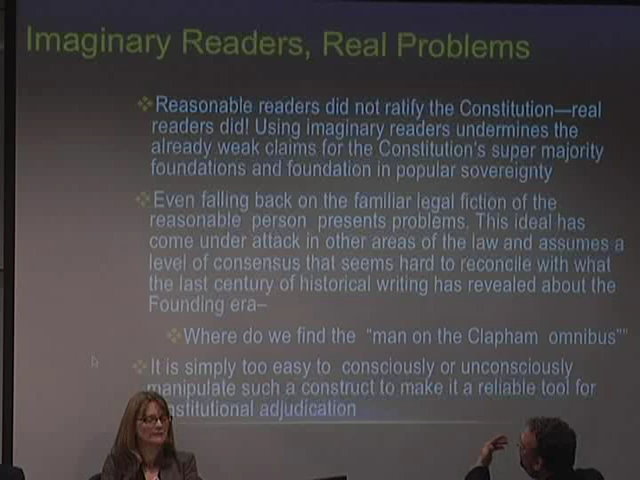 Imaginary Readers, Real Problems
Reasonable readers did not ratify the Constitution—real
readers did! Using imaginary readers undermines the
already weak claims for the Constitution's super majority
foundations and foundation in popular sovereignty
Even falling back on the familiar legal fiction of the
reasonable person presents problems. This ideal has
come under attack in other areas of the law and assumes a
level of consensus that seems hard to reconcile with what
the last century of historical writing has revealed about the
Founding era–
Where do we find the "man on the Clapham omnibus""
It is simply too easy to consciously or unconsciously
manipulate such a construct to make it a reliable tool for
nstitutional adjudication